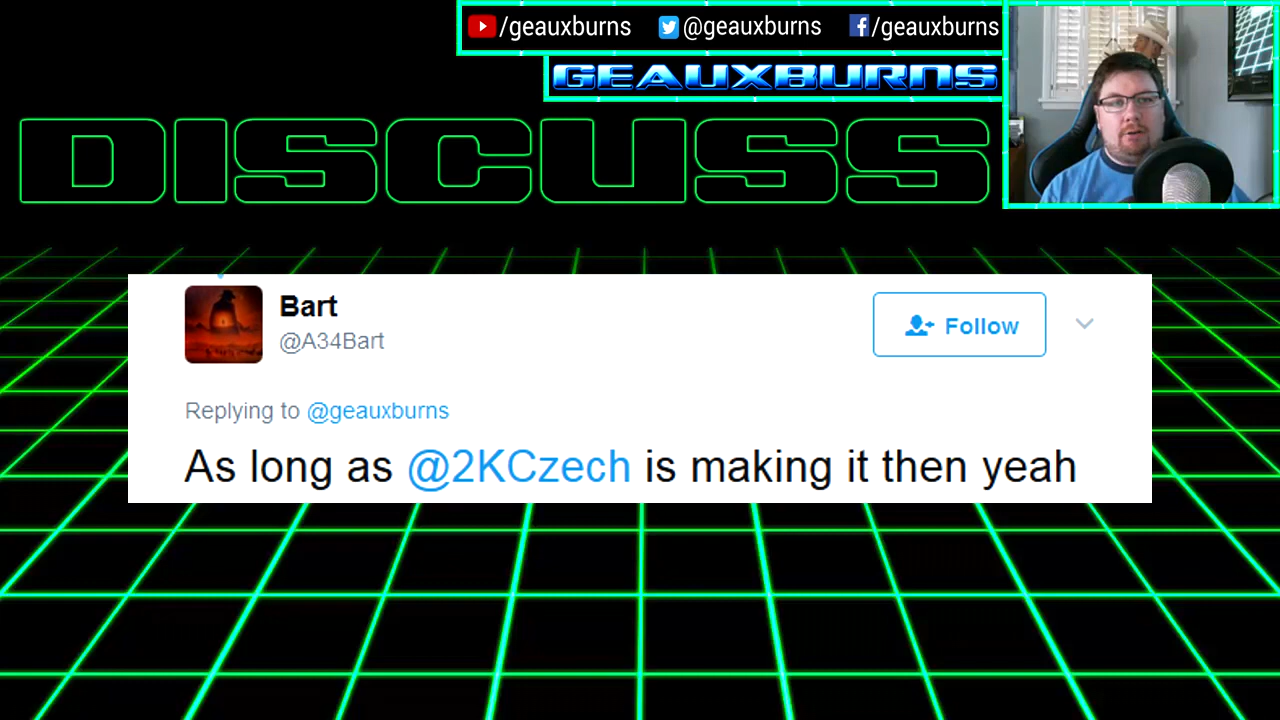 /geauxburns @geauxburns /geauxburns
GEAUXBURNS
DISCUSS
Bart
@A34Bart
Follow
Replying to @geauxburns
As long as @2KCzech is making it then yeah